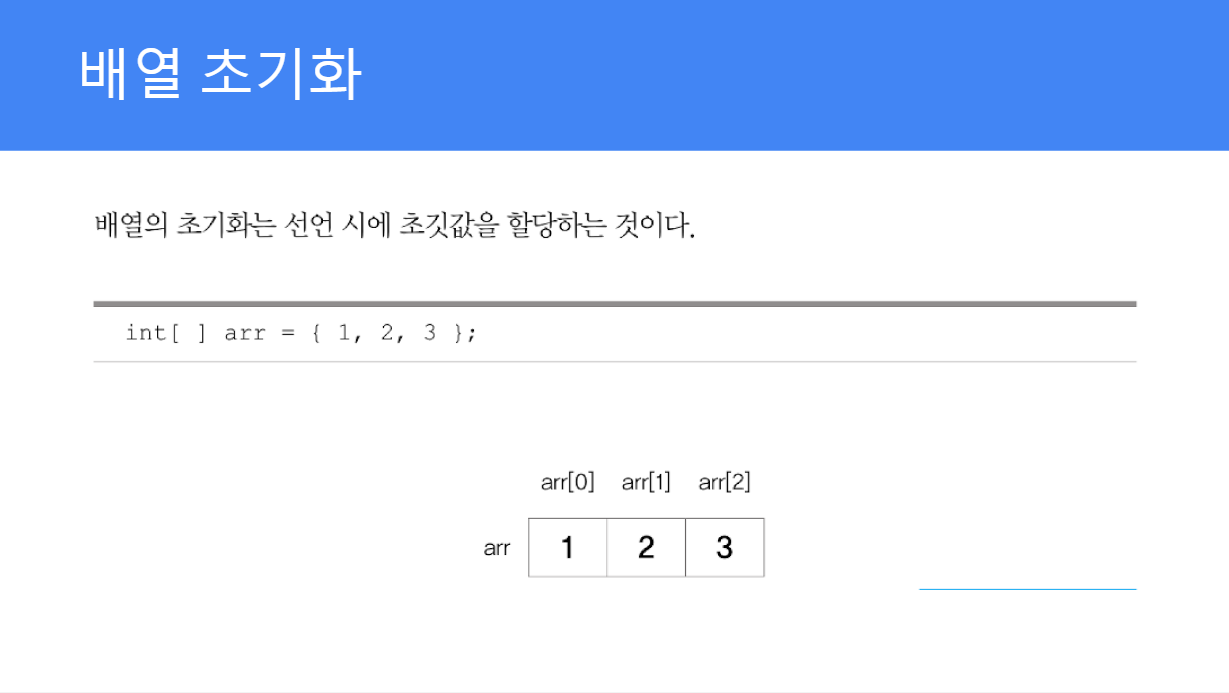 배열 초기화
배열의 초기화는 선언 시에 초깃값을 할당하는 것이다.
int[ ] arr = { 1, 2, 3 };
arr[0] arr[1] arr[2]
arr 1 2 3